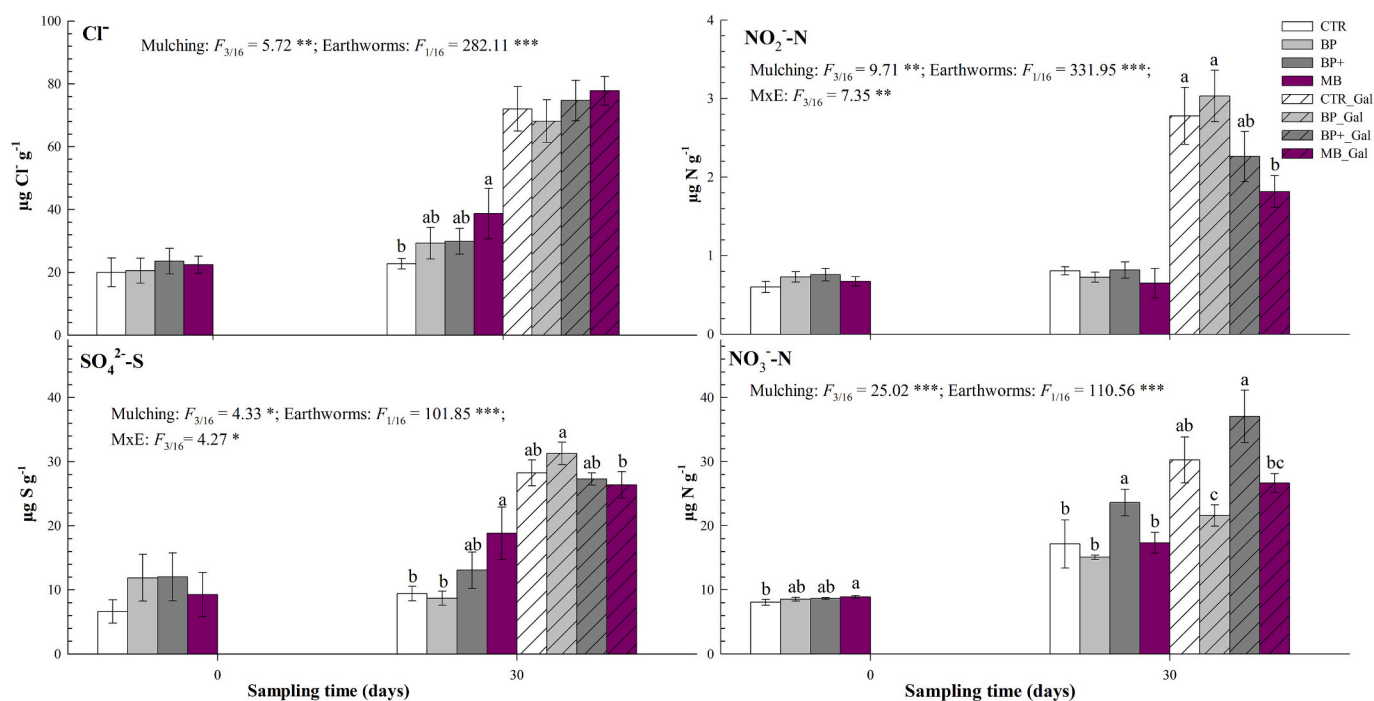 Cl⁻
Mulching: F3/16 = 5.72 **; Earthworms: F1/16 = 282.11 ***
µg Cl⁻ g⁻¹
100
80
60
40
20
0
b
ab
ab
a
NO₂⁻-N
Mulching: F3/16 = 9.71 **; Earthworms: F1/16 = 331.95 ***;
MxE: F3/16 = 7.35 **
µg N g⁻¹
4
3
2
1
0
a
a
ab
b
CTR
BP
BP+
MB
CTR_Gal
BP_Gal
BP+_Gal
MB_Gal
SO₄²⁻-S
Mulching: F3/16 = 4.33 *; Earthworms: F1/16 = 101.85 ***;
MxE: F3/16 = 4.27 *
µg S g⁻¹
40
30
20
10
0
b
b
ab
a
ab
a
ab
b
0
30
Sampling time (days)
NO₃⁻-N
Mulching: F3/16 = 25.02 ***; Earthworms: F1/16 = 110.56 ***
µg N g⁻¹
40
30
20
10
0
b
ab
ab
a
b
b
a
b
ab
c
a
bc
0
30
Sampling time (days)